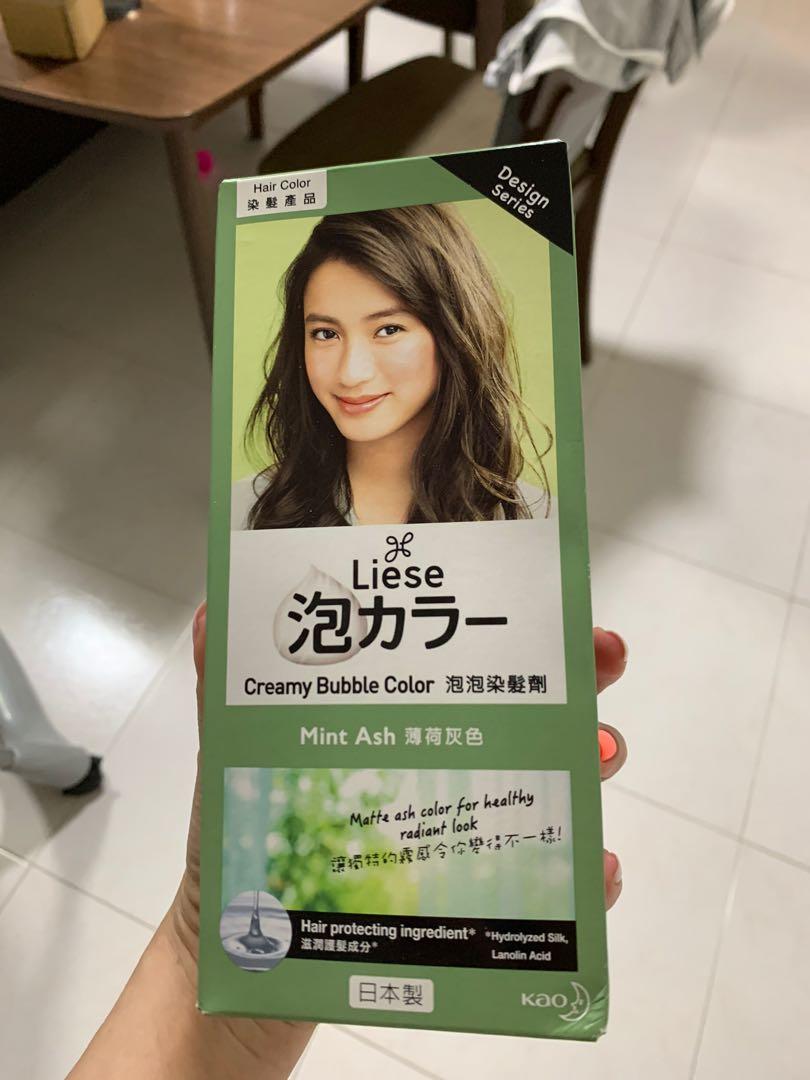 Hair Color
染髮產品
Design
Series
Liese
泡カラー
Creamy Bubble Color 泡泡染髮劑
Mint Ash 薄荷灰色
Matte ash color for healthy
radiant look
讓獨特的霧感令你變得不一樣!
Hair protecting ingredient*
滋潤護髮成分*
*Hydrolyzed Silk,
Lanolin Acid
日本製
Kao